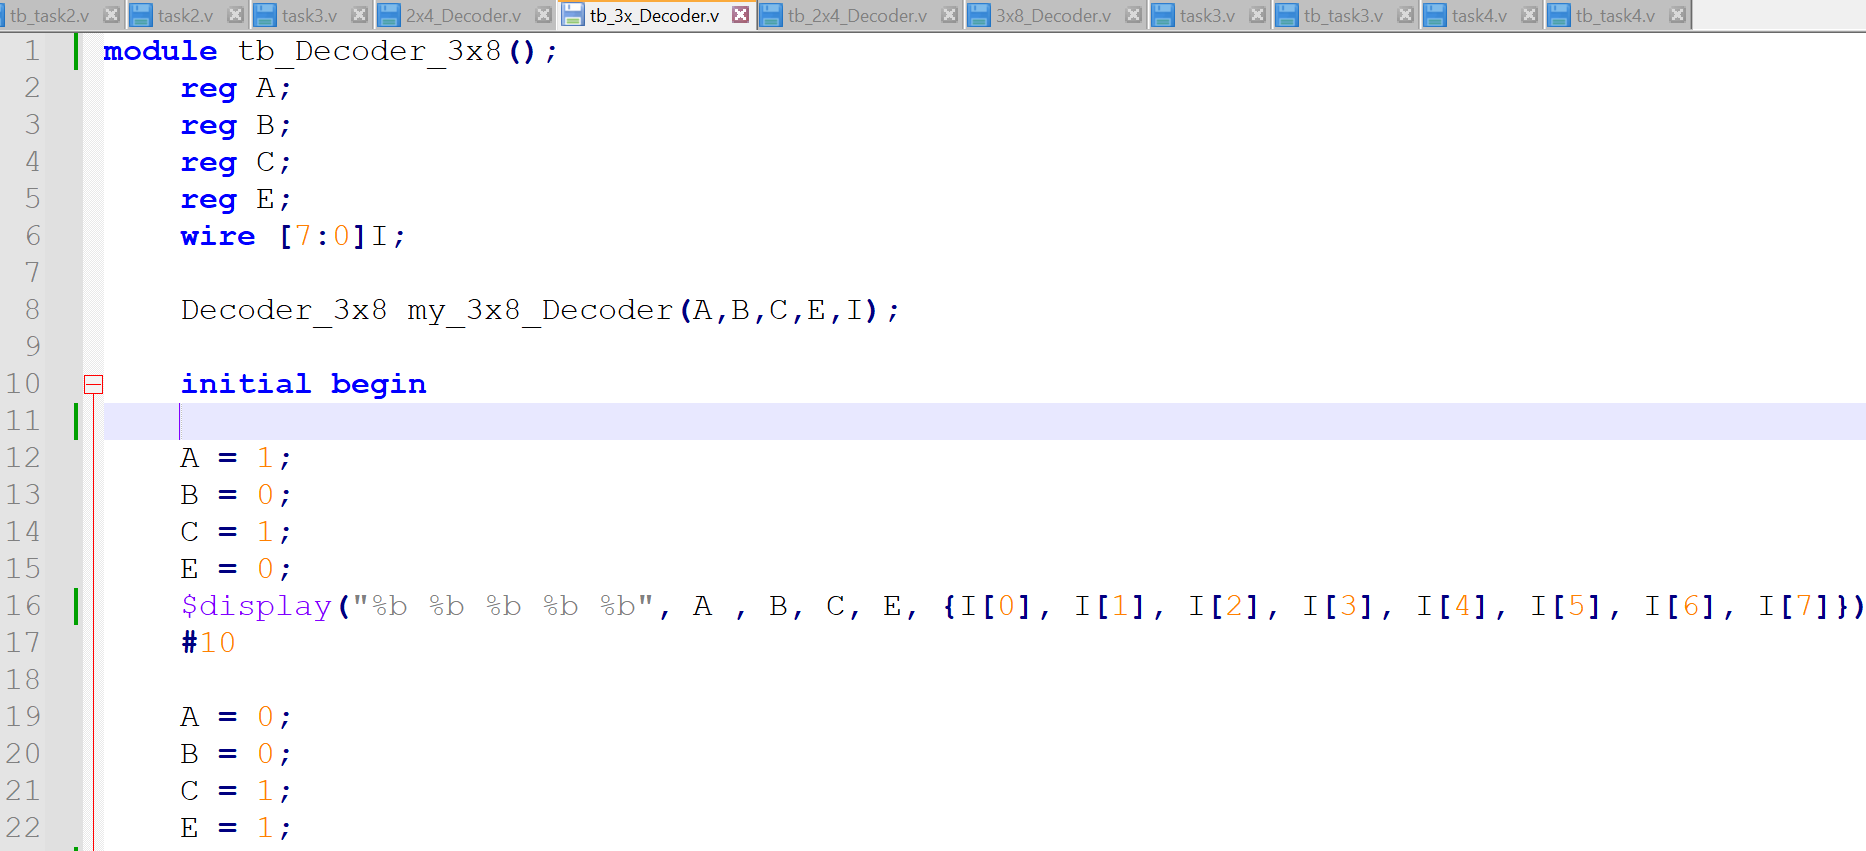 tb_task2.v task2.v task3.v 2x4_Decoder.v tb_3x_Decoder.v tb_2x4_Decoder.v 3x8_Decoder.v task3.v tb_task3.v task4.v tb_task4.v
1 module tb_Decoder_3x8();
2 reg A;
3 reg B;
4 reg C;
5 reg E;
6 wire [7:0]I;
7
8 Decoder_3x8 my_3x8_Decoder(A,B,C,E,I);
9
10 initial begin
11
12 A = 1;
13 B = 0;
14 C = 1;
15 E = 0;
16 $display("%b %b %b %b %b", A , B, C, E, {I[0], I[1], I[2], I[3], I[4], I[5], I[6], I[7]})
17 #10
18
19 A = 0;
20 B = 0;
21 C = 1;
22 E = 1;